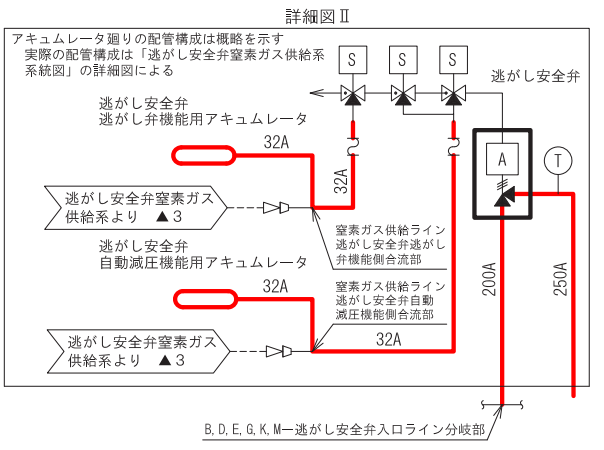 詳細図Ⅱ
アキュムレータ廻りの配管構成は概略を示す
実際の配管構成は「逃がし安全弁窒素ガス供給系
系統図」の詳細図による
S
S
S
逃がし安全弁
逃がし安全弁
逃がし弁機能用アキュムレータ
32A
32A
A
T
逃がし安全弁窒素ガス
供給系より ▲3
窒素ガス供給ライン
逃がし安全弁逃がし
弁機能側合流部
逃がし安全弁
自動減圧機能用アキュムレータ
32A
窒素ガス供給ライン
逃がし安全弁自動
減圧機能側合流部
200A
250A
逃がし安全弁窒素ガス
供給系より ▲3
32A
B, D, E, G, K, M－逃がし安全弁入口ライン分岐部